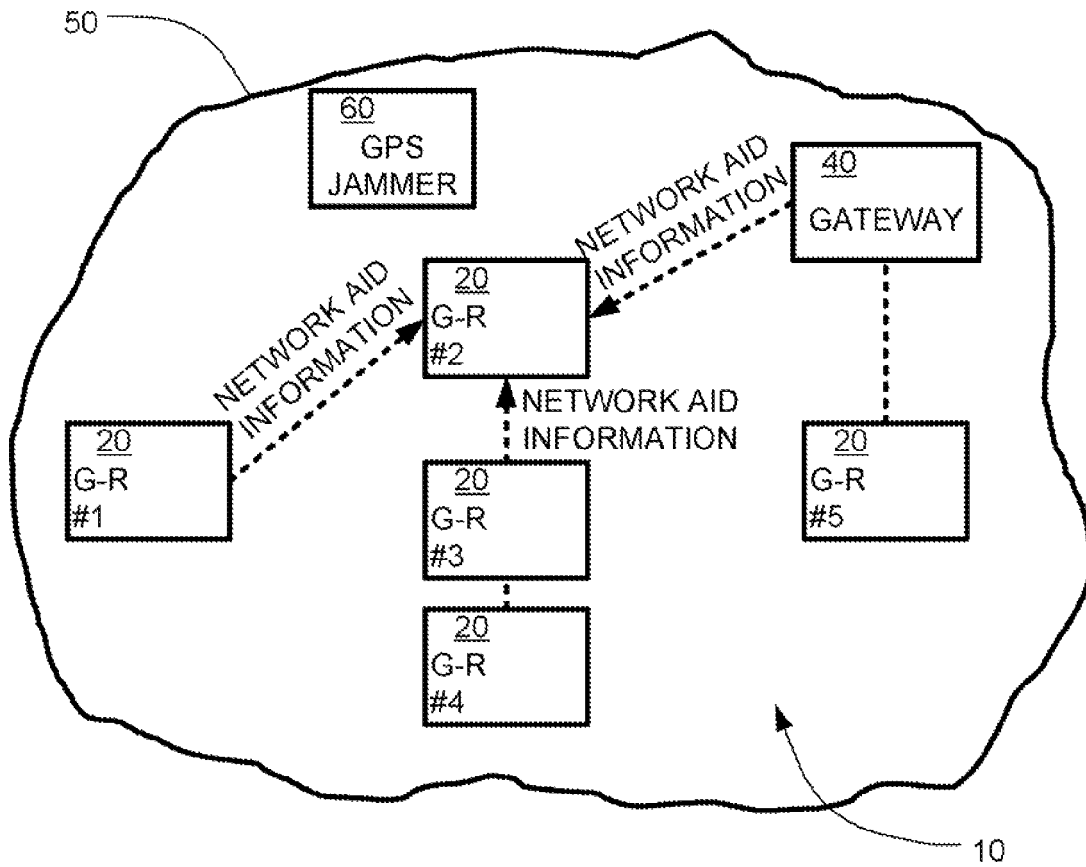 50
60
GPS
JAMMER
40
GATEWAY
NETWORK AID
INFORMATION
NETWORK AID
INFORMATION
20
G-R
#2
NETWORK AID
INFORMATION
20
G-R
#1
20
G-R
#3
20
G-R
#5
20
G-R
#4
10